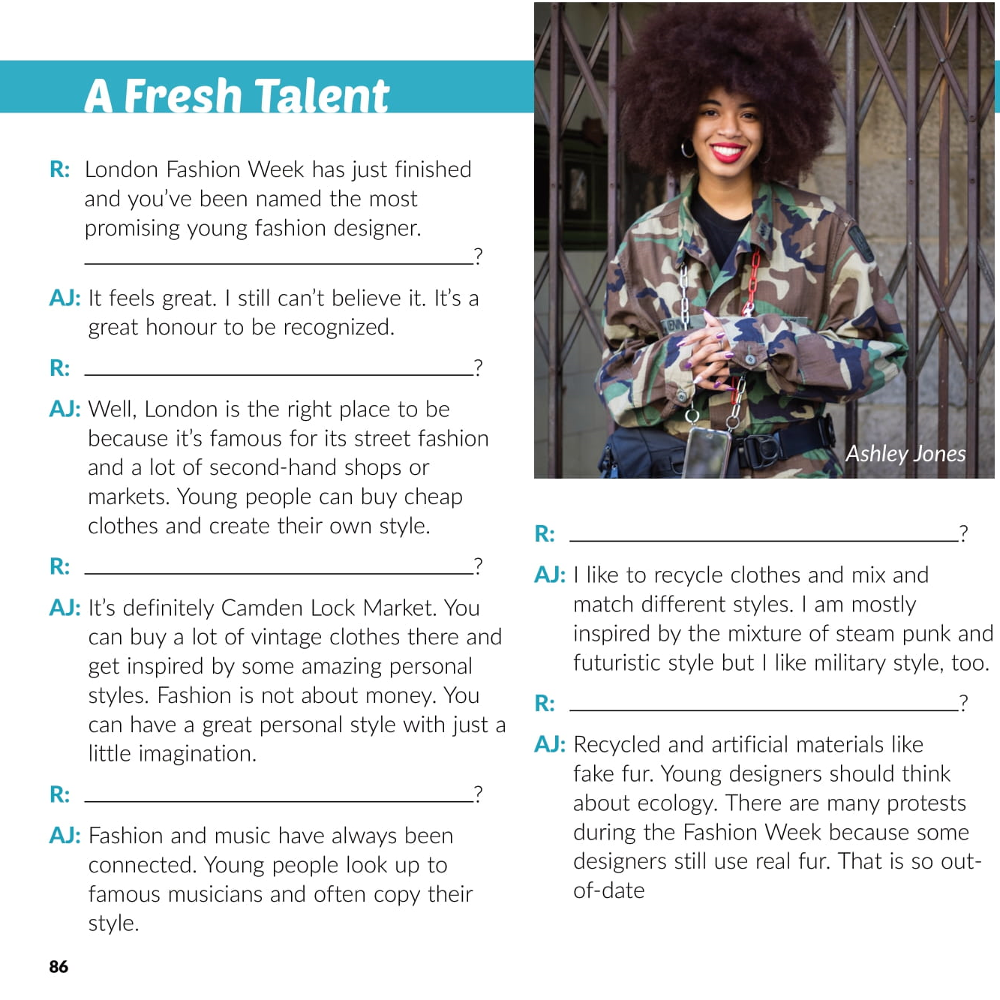 A Fresh Talent
R: London Fashion Week has just finished
and you've been named the most
promising young fashion designer.
?
AJ: It feels great. I still can't believe it. It's a
great honour to be recognized.
R: ?
AJ: Well, London is the right place to be
because it's famous for its street fashion
and a lot of second-hand shops or
markets. Young people can buy cheap
clothes and create their own style.
R: ?
AJ: It's definitely Camden Lock Market. You
can buy a lot of vintage clothes there and
get inspired by some amazing personal
styles. Fashion is not about money. You
can have a great personal style with just a
little imagination.
R: ?
AJ: Fashion and music have always been
connected. Young people look up to
famous musicians and often copy their
style.
86
Ashley Jones
R: ?
AJ: I like to recycle clothes and mix and
match different styles. I am mostly
inspired by the mixture of steam punk and
futuristic style but I like military style, too.
R: ?
AJ: Recycled and artificial materials like
fake fur. Young designers should think
about ecology. There are many protests
during the Fashion Week because some
designers still use real fur. That is so out-
of-date